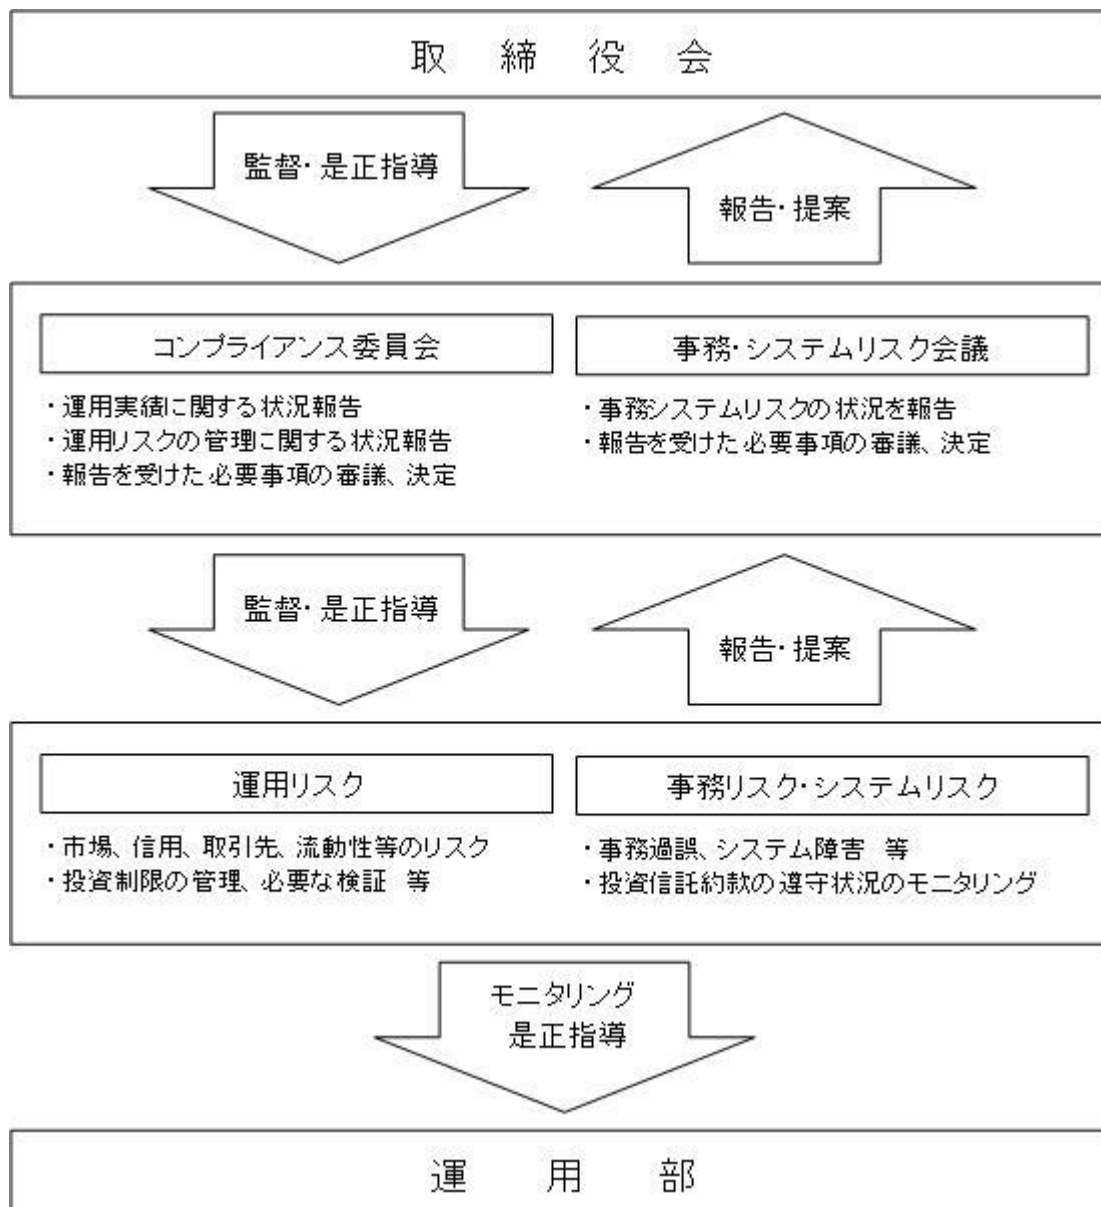 取締役会
監督・是正指導
報告・提案
コンプライアンス委員会
・運用実績に関する状況報告
・運用リスクの管理に関する状況報告
・報告を受けた必要事項の審議、決定
事務・システムリスク会議
・事務システムリスクの状況を報告
・報告を受けた必要事項の審議、決定
監督・是正指導
報告・提案
運用リスク
・市場、信用、取引先、流動性等のリスク
・投資制限の管理、必要な検証 等
事務リスク・システムリスク
・事務過誤、システム障害 等
・投資信託約款の遵守状況のモニタリング
モニタリング
是正指導
運用部